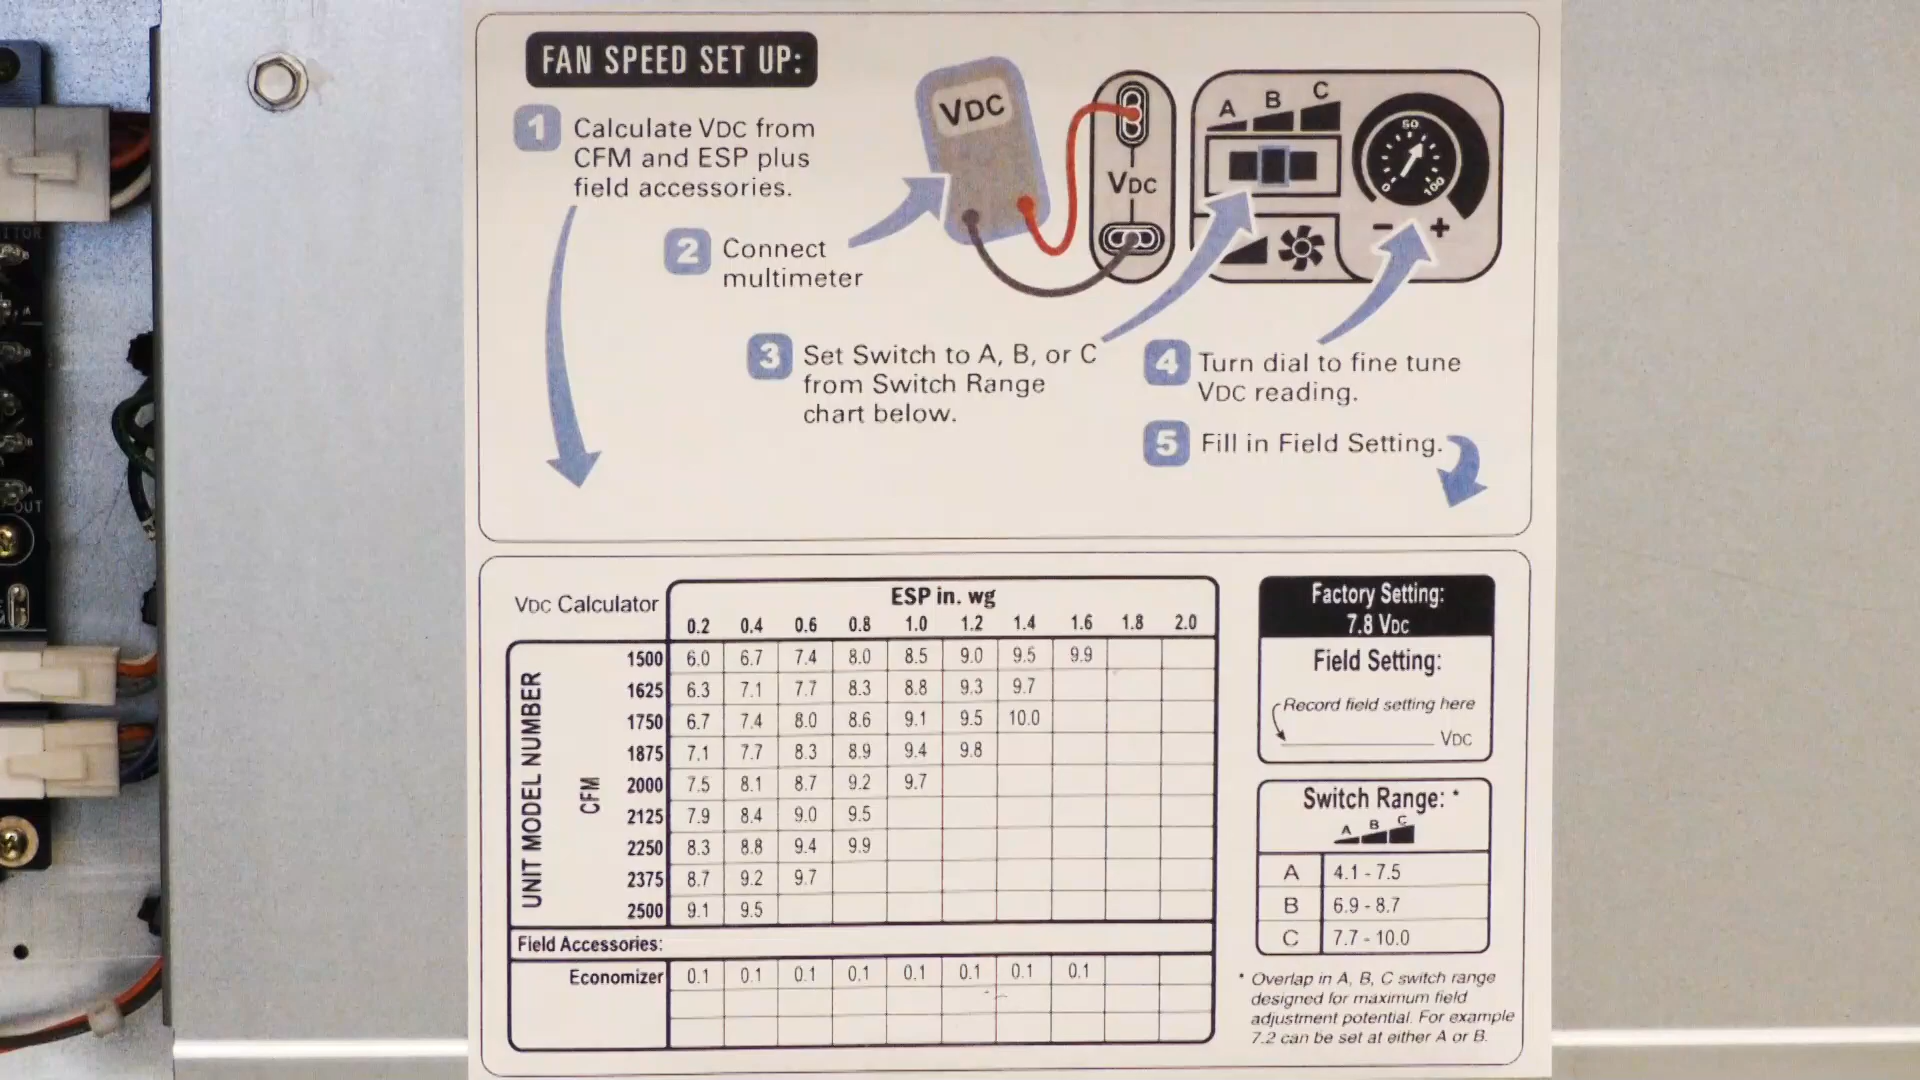 FAN SPEED SET UP:
1 Calculate VDC from
CFM and ESP plus
field accessories.
2 Connect
multimeter
VDC
VDC
A B C
0 50 100
- +
3 Set Switch to A, B, or C
from Switch Range
chart below.
4 Turn dial to fine tune
VDC reading.
5 Fill in Field Setting.
VDC Calculator
ESP in. wg
0.2 0.4 0.6 0.8 1.0 1.2 1.4 1.6 1.8 2.0
UNIT MODEL NUMBER
CFM
1500 6.0 6.7 7.4 8.0 8.5 9.0 9.5 9.9
1625 6.3 7.1 7.7 8.3 8.8 9.3 9.7
1750 6.7 7.4 8.0 8.6 9.1 9.5 10.0
1875 7.1 7.7 8.3 8.9 9.4 9.8
2000 7.5 8.1 8.7 9.2 9.7
2125 7.9 8.4 9.0 9.5
2250 8.3 8.8 9.4 9.9
2375 8.7 9.2 9.7
2500 9.1 9.5
Field Accessories:
Economizer 0.1 0.1 0.1 0.1 0.1 0.1 0.1 0.1
Factory Setting:
7.8 VDC
Field Setting:
Record field setting here
VDC
Switch Range: *
A B C
A 4.1 - 7.5
B 6.9 - 8.7
C 7.7 - 10.0
* Overlap in A, B, C switch range
designed for maximum field
adjustment potential. For example
7.2 can be set at either A or B.
OUT